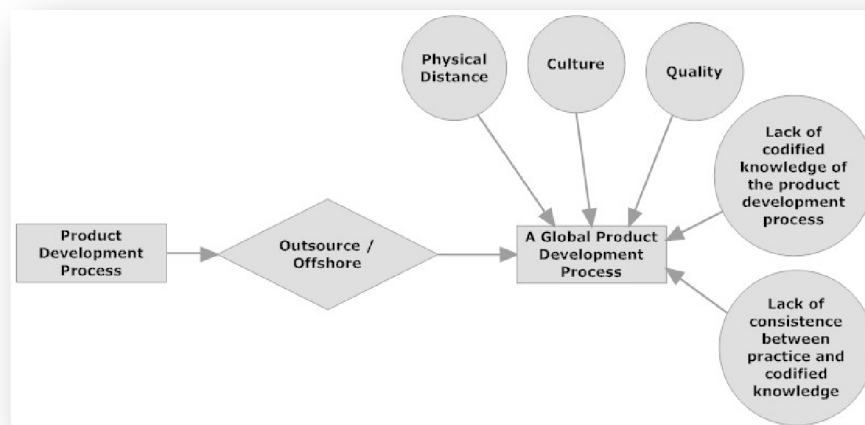 Physical
Distance
Culture
Quality
Lack of
codified
knowledge of
the product
development
process
Product
Development
Process
Outsource /
Offshore
A Global Product
Development
Process
Lack of
consistence
between
practice and
codified
knowledge